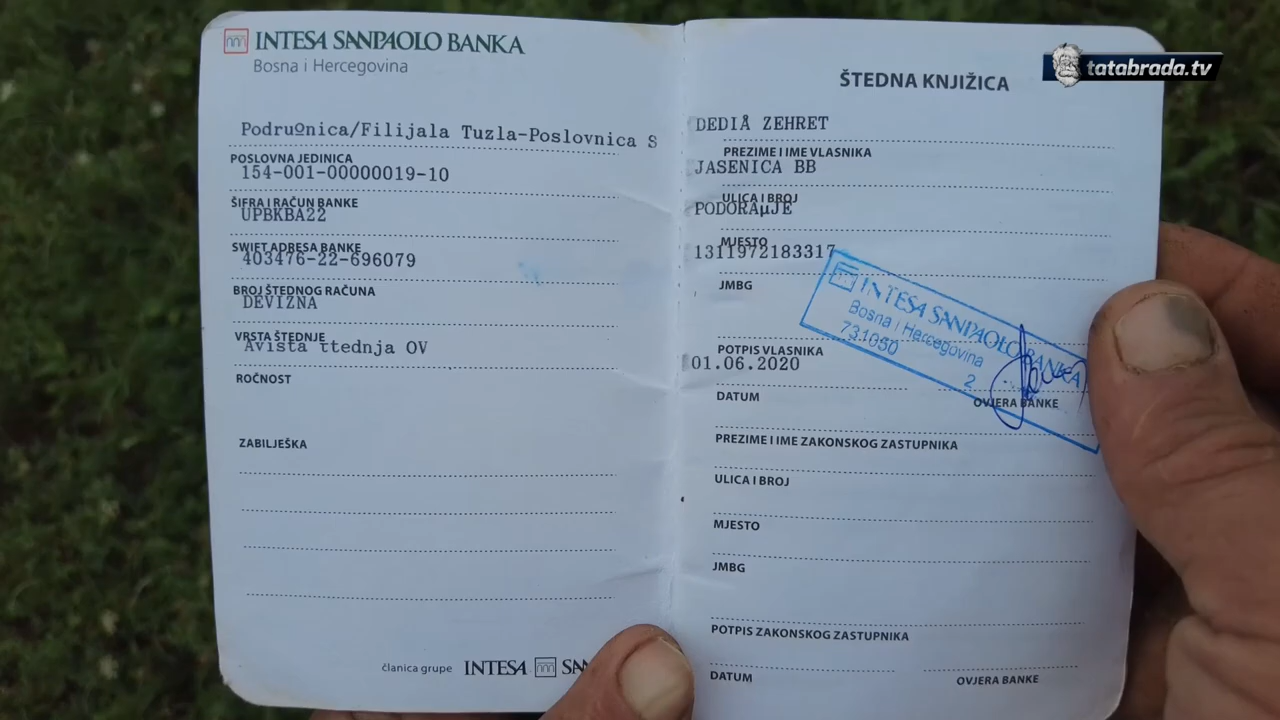 INTESA SANPAOLO BANKA
Bosna i Hercegovina
PodruOnica/Filijala Tuzla-Poslovnica S
POSLOVNA JEDINICA
154-001-00000019-10
ŠIFRA I RAČUN BANKE
UPBKBA22
SWIFT ADRESA BANKE
403476-22-696079
BROJ ŠTEDNOG RAČUNA
DEVIZNA
VRSTA ŠTEDNJE
Avista ttednja OV
ROČNOST
ZABILJEŠKA
članica grupe INTESA SAN
tatabrada.tv
ŠTEDNA KNJIŽICA
DEDIÅ ZEHRET
PREZIME I IME VLASNIKA
JASENICA BB
ULICA I BROJ
PODORAµJE
MJESTO
1311972183317
JMBG
INTESA SANPAOLO BANKA
Bosna i Hercegovina
731050
2
POTPIS VLASNIKA
01.06.2020
DATUM
OVJERA BANKE
PREZIME I IME ZAKONSKOG ZASTUPNIKA
ULICA I BROJ
MJESTO
JMBG
POTPIS ZAKONSKOG ZASTUPNIKA
DATUM
OVJERA BANKE